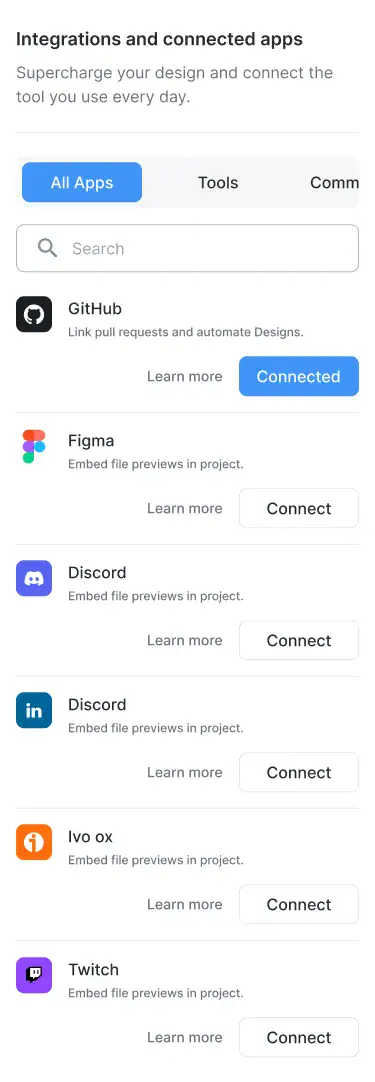 Integrations and connected apps
Supercharge your design and connect the
tool you use every day.
All Apps Tools Comm
Search
GitHub
Link pull requests and automate Designs.
Learn more Connected
Figma
Embed file previews in project.
Learn more Connect
Discord
Embed file previews in project.
Learn more Connect
in
Discord
Embed file previews in project.
Learn more Connect
Ivo ox
Embed file previews in project.
Learn more Connect
Twitch
Embed file previews in project.
Learn more Connect